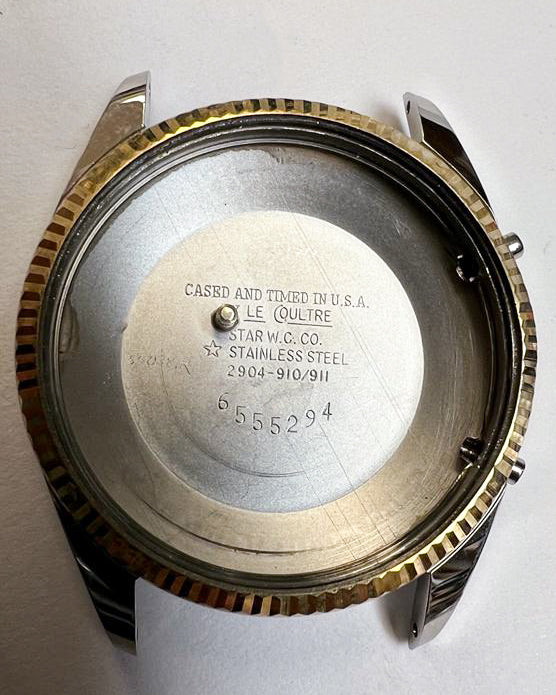 CASED AND TIMED IN U.S.A.
LE COULTRE
STAR W.C. CO.
☆ STAINLESS STEEL
2904-910/911
6555294